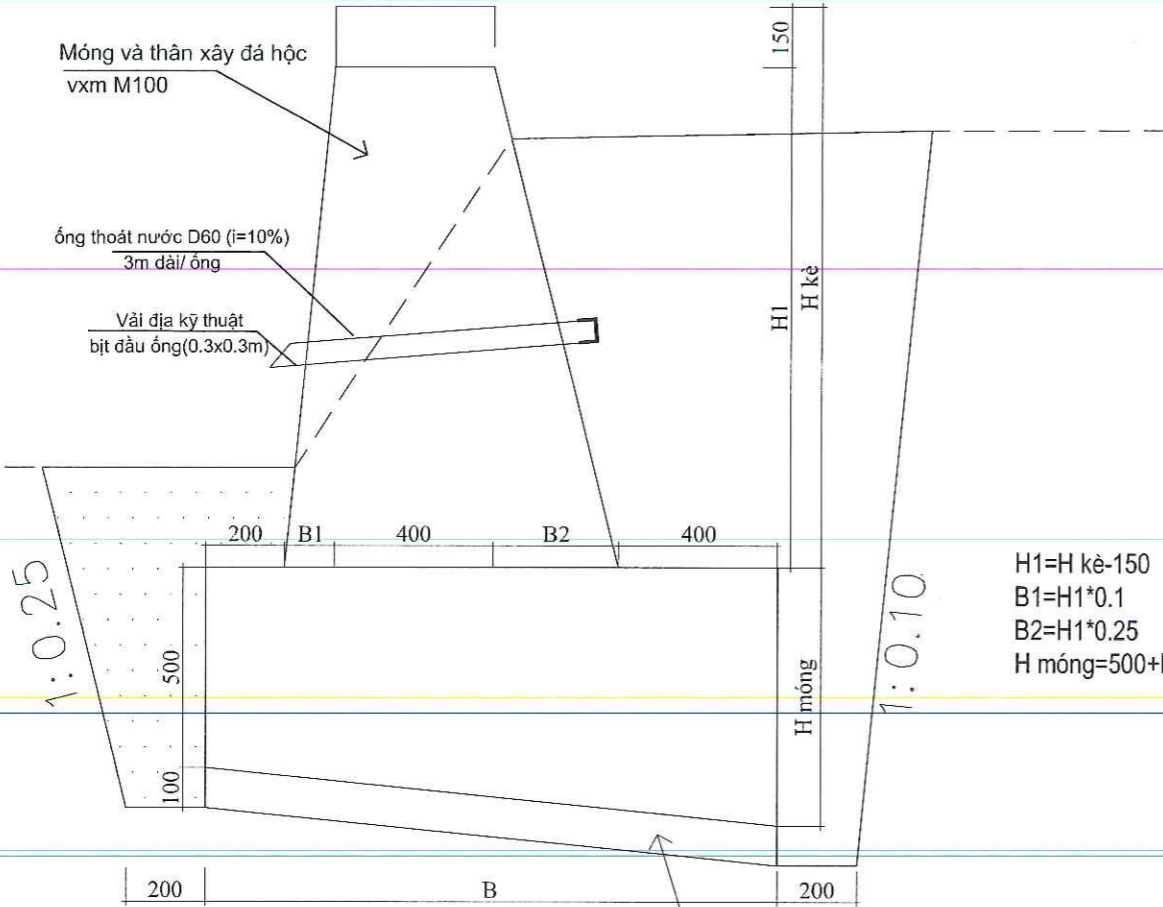 150
Móng và thân xây đá hộc
vxm M100
ống thoát nước D60 (i=10%)
3m dài/ ống
Vải địa kỹ thuật
bịt đầu ống(0.3x0.3m)
H1
H kè
200
B1
400
B2
400
1:0.25
500
100
H móng
1:0.10
H1=H kè-150
B1=H1*0.1
B2=H1*0.25
H móng=500+
200
B
200